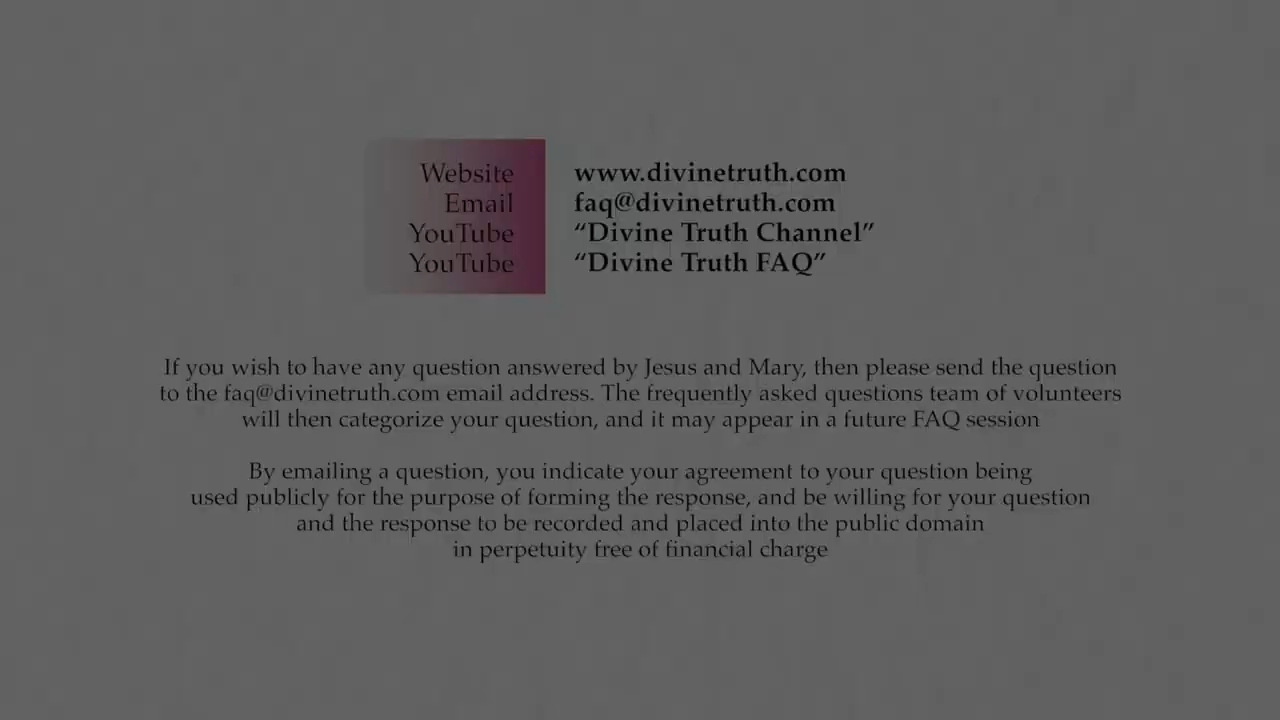 Website www.divinetruth.com
Email faq@divinetruth.com
YouTube “Divine Truth Channel”
YouTube “Divine Truth FAQ”
If you wish to have any question answered by Jesus and Mary, then please send the question
to the faq@divinetruth.com email address. The frequently asked questions team of volunteers
will then categorize your question, and it may appear in a future FAQ session
By emailing a question, you indicate your agreement to your question being
used publicly for the purpose of forming the response, and be willing for your question
and the response to be recorded and placed into the public domain
in perpetuity free of financial charge